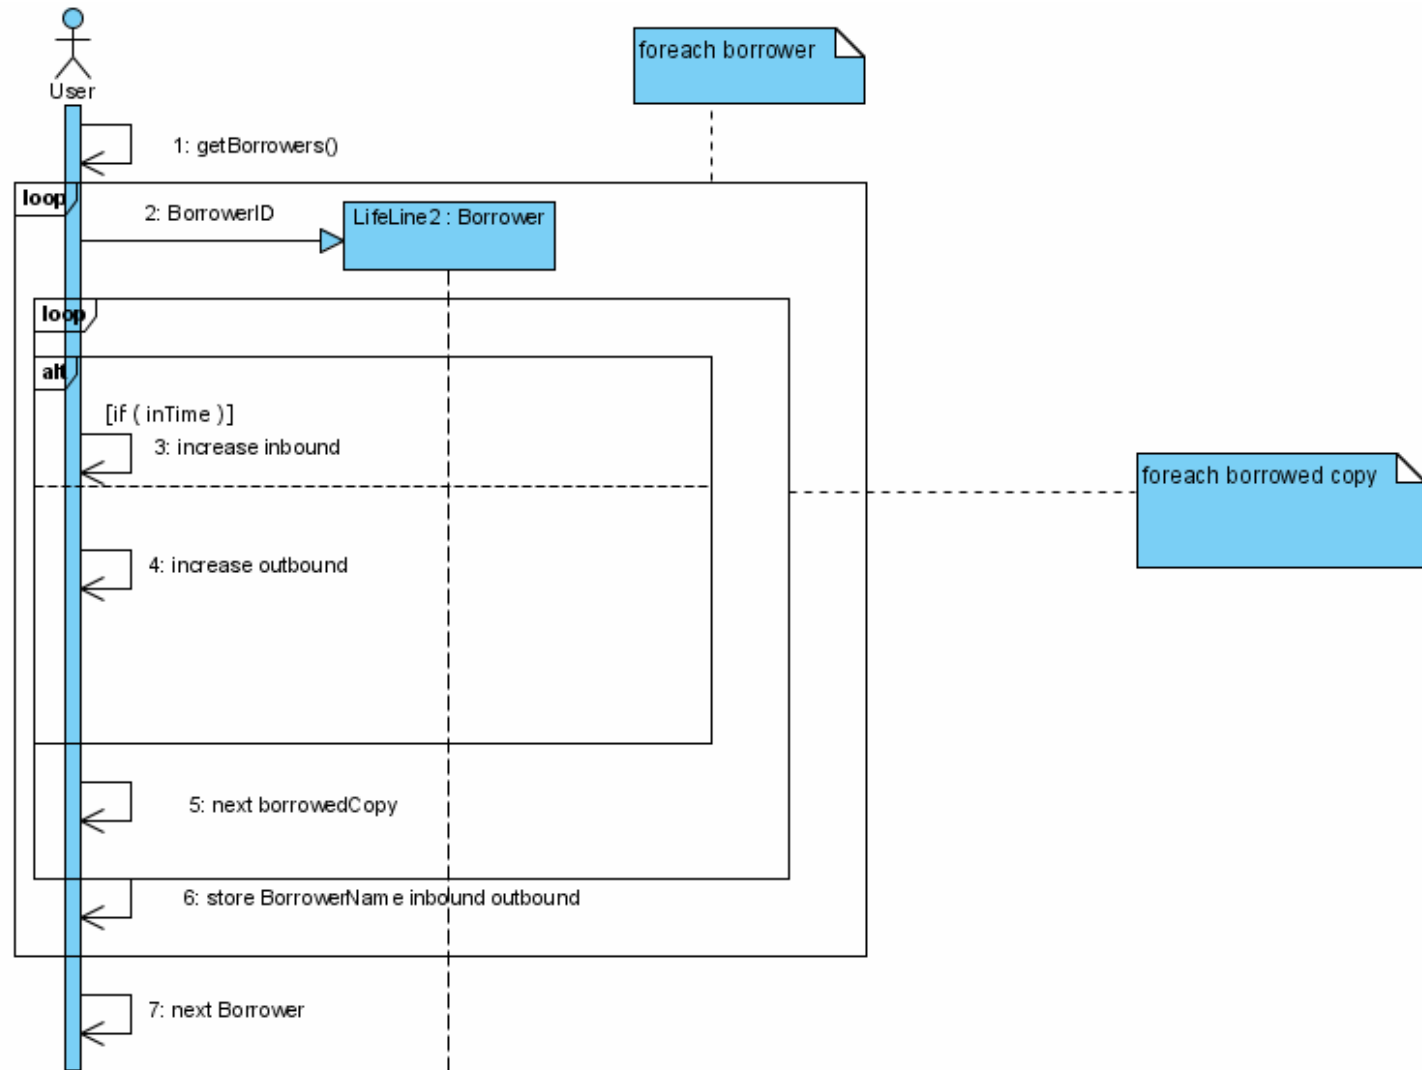 User
foreach borrower
1: getBorrowers()
loop
2: BorrowerID
LifeLine2 : Borrower
loop
alt
[if ( inTime )]
3: increase inbound
foreach borrowed copy
4: increase outbound
5: next borrowedCopy
6: store BorrowerName inbound outbound
7: next Borrower